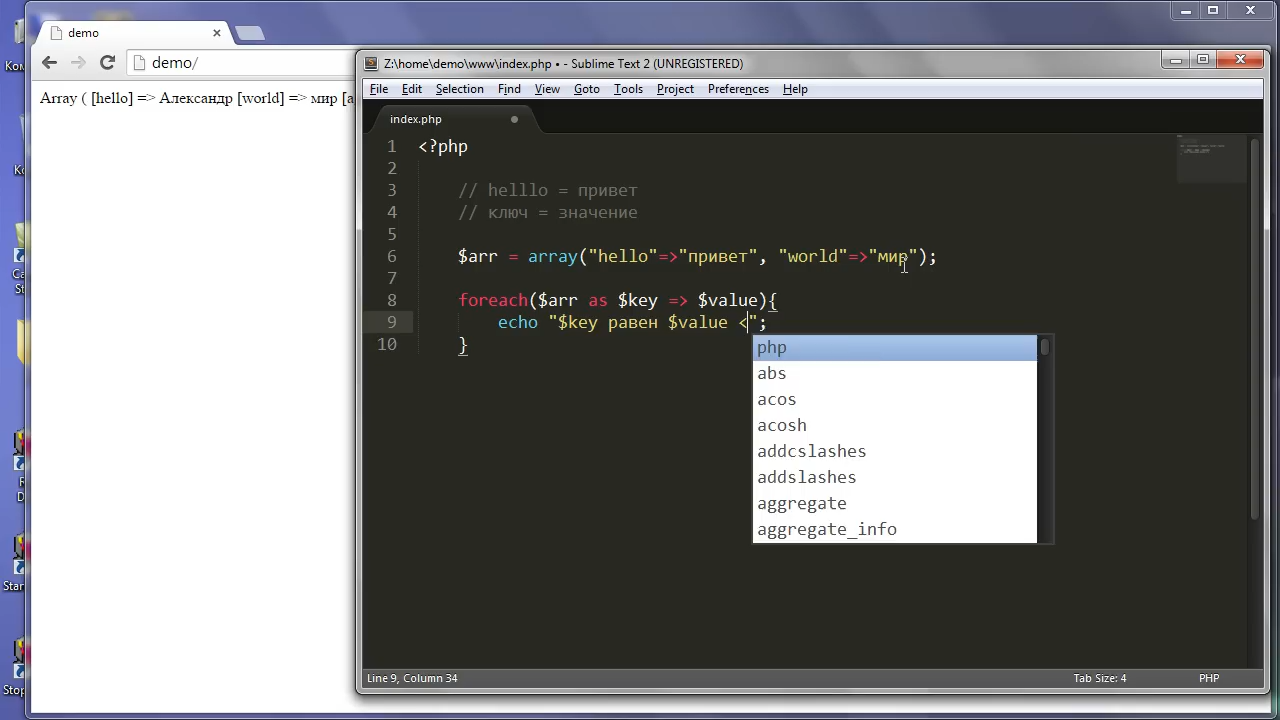 demo
demo/
Array ( [hello] => Александр [world] => мир [a
Z:\home\demo\www\index.php • - Sublime Text 2 (UNREGISTERED)
File Edit Selection Find View Goto Tools Project Preferences Help
index.php
1 <?php
2
3 // helllo = привет
4 // ключ = значение
5
6 $arr = array("hello"=>"привет", "world"=>"мир");
7
8 foreach($arr as $key => $value){
9 echo "$key равен $value <";
10 }
php
abs
acos
acosh
addcslashes
addslashes
aggregate
aggregate_info
Line 9, Column 34
Tab Size: 4
PHP